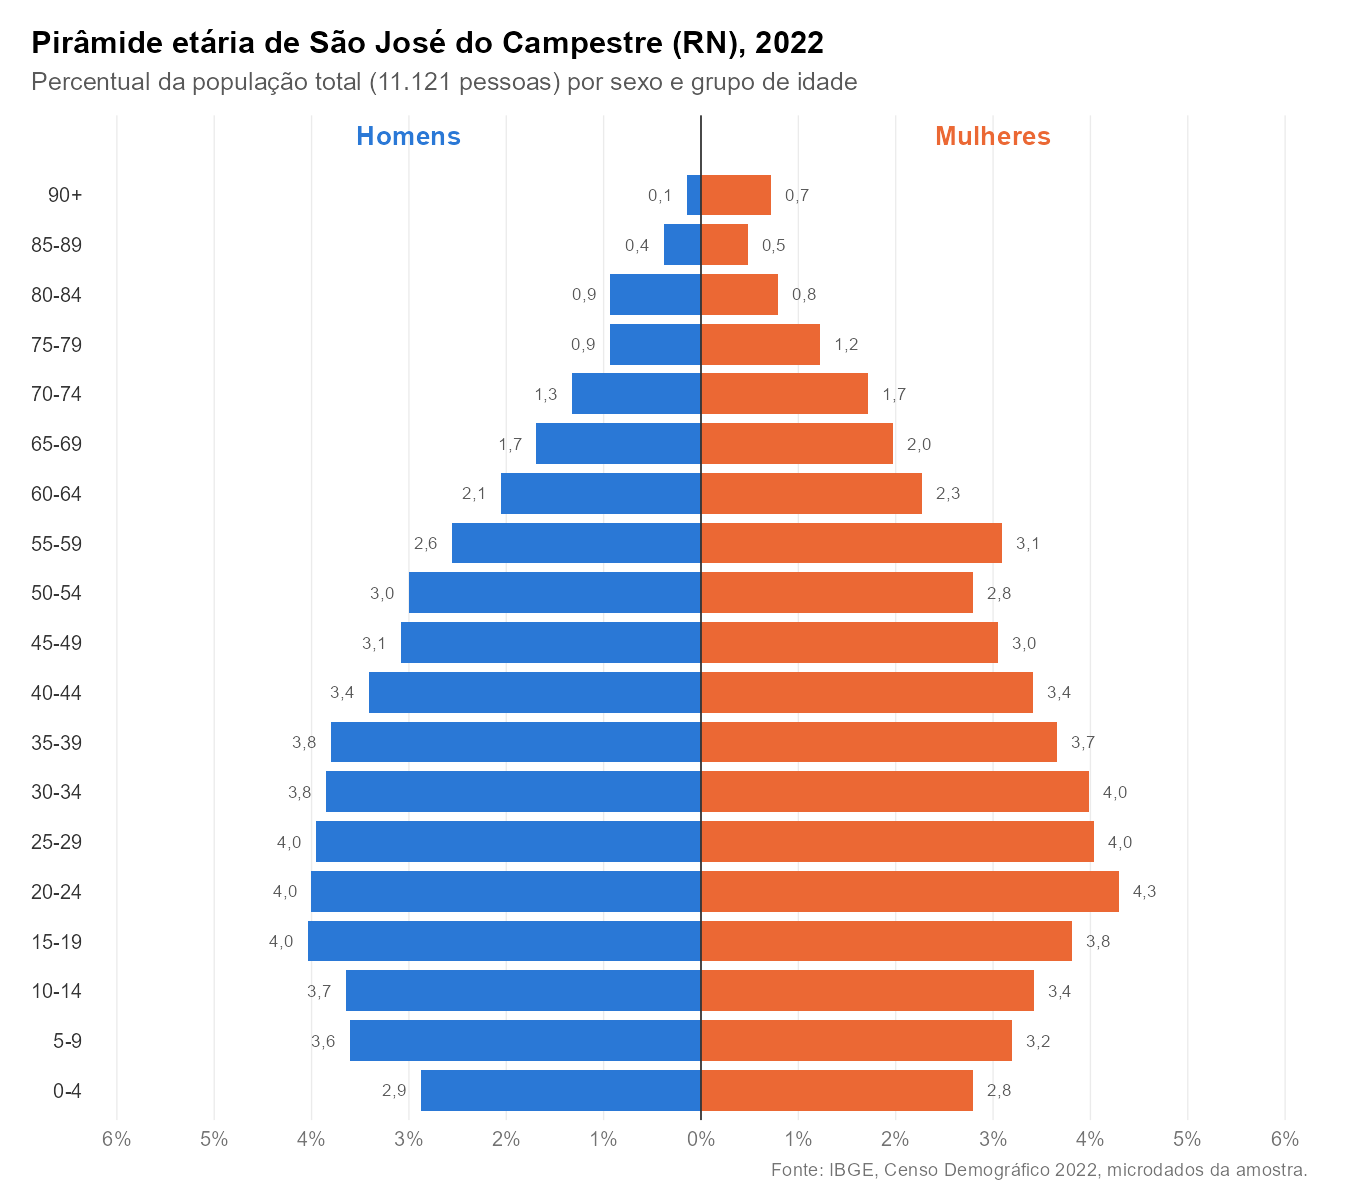 Pirâmide etária de São José do Campestre (RN), 2022
Percentual da população total (11.121 pessoas) por sexo e grupo de idade
Homens Mulheres
90+ 0,1 0,7
85-89 0,4 0,5
80-84 0,9 0,8
75-79 0,9 1,2
70-74 1,3 1,7
65-69 1,7 2,0
60-64 2,1 2,3
55-59 2,6 3,1
50-54 3,0 2,8
45-49 3,1 3,0
40-44 3,4 3,4
35-39 3,8 3,7
30-34 3,8 4,0
25-29 4,0 4,0
20-24 4,0 4,3
15-19 4,0 3,8
10-14 3,7 3,4
5-9 3,6 3,2
0-4 2,9 2,8
6% 5% 4% 3% 2% 1% 0% 1% 2% 3% 4% 5% 6%
Fonte: IBGE, Censo Demográfico 2022, microdados da amostra.